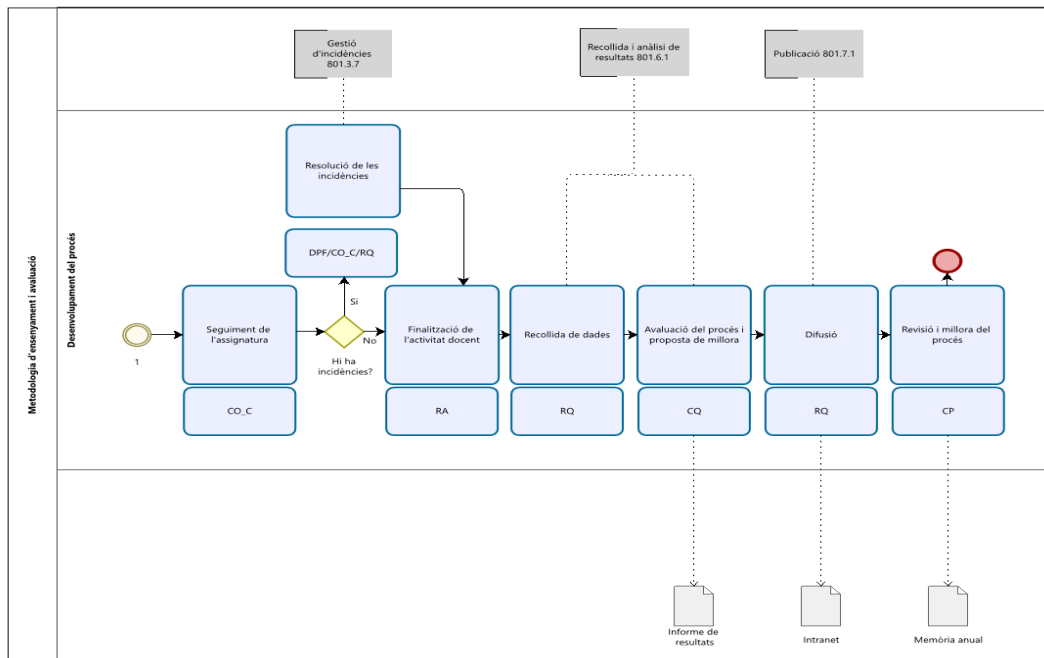 Metodologia d'ensenyament i avaluació
Desenvolupament del procés
Gestió
d'incidències
801.3.7
Recollida i anàlisi de
resultats 801.6.1
Publicació 801.7.1
Resolució de les
incidències
DPF/CO_C/RQ
Si
1
Seguiment de
l'assignatura
CO_C
No
Hi ha
incidències?
Finalització de
l'activitat docent
RA
Recollida de dades
RQ
Avaluació del procés i
proposta de millora
CQ
Difusió
RQ
Revisió i millora del
procés
CP
Informe de
resultats
Intranet
Memòria anual